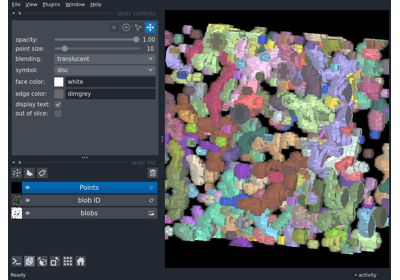 File View Plugins Window Help
layer controls
opacity: 1.00
point size: 10
blending: translucent
symbol: disc
face color: white
edge color: dimgrey
display text:
out of slice:
layer list
Points
blob ID
blobs
Ready
activity